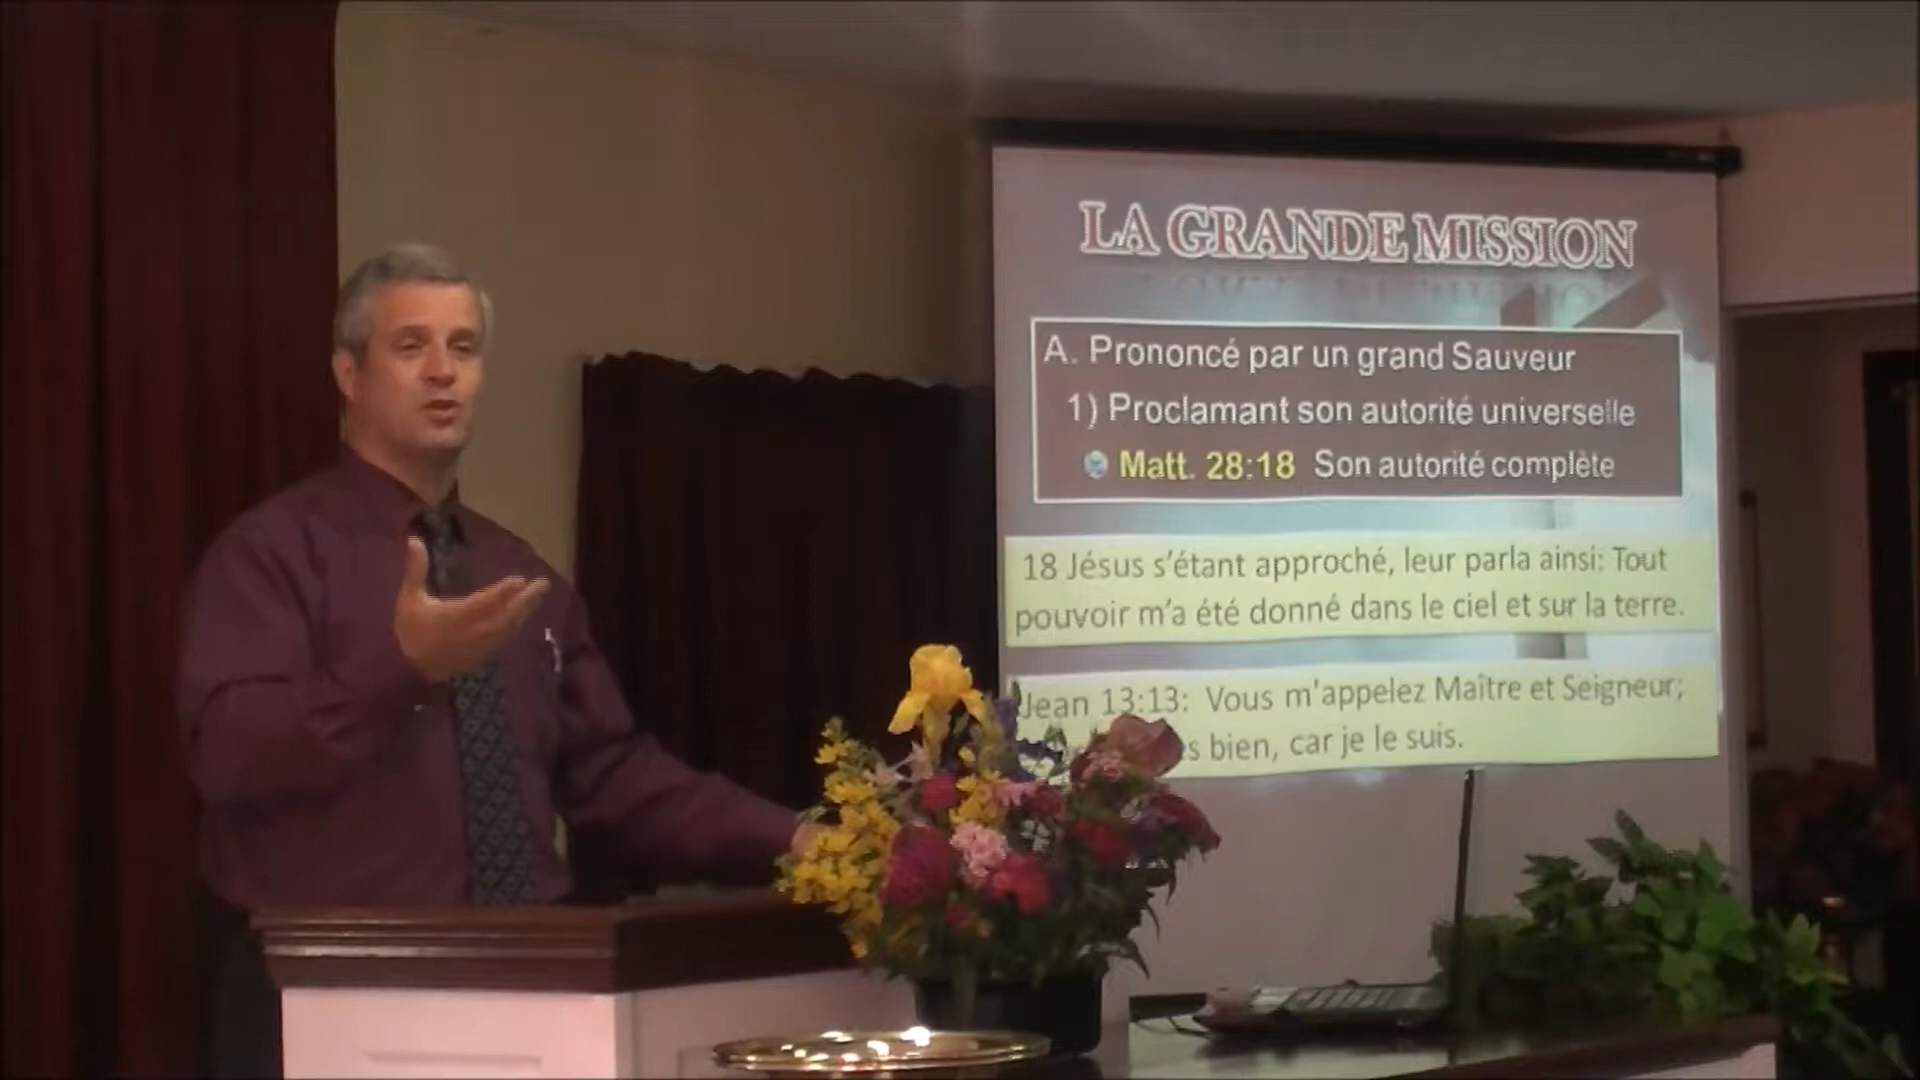 LA GRANDE MISSION
A. Prononcé par un grand Sauveur
1) Proclamant son autorité universelle
Matt. 28:18 Son autorité complète
18 Jésus s’étant approché, leur parla ainsi: Tout
pouvoir m’a été donné dans le ciel et sur la terre.
Jean 13:13: Vous m'appelez Maître et Seigneur;
bien, car je le suis.